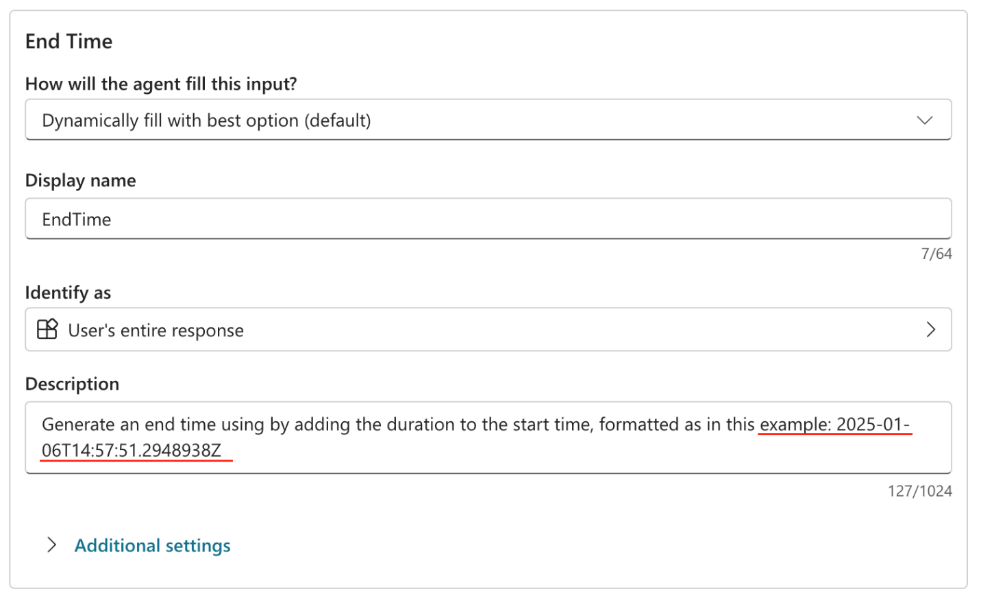 End Time
How will the agent fill this input?
Dynamically fill with best option (default)
Display name
EndTime
7/64
Identify as
User's entire response
Description
Generate an end time using by adding the duration to the start time, formatted as in this example: 2025-01-
06T14:57:51.2948938Z
127/1024
Additional settings